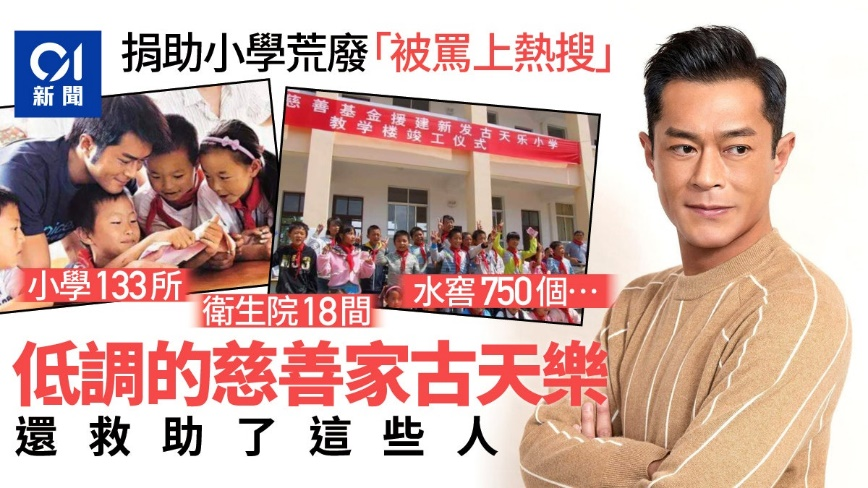 01
新聞
捐助小學荒廢「被罵上熱搜」
慈善基金援建新发古天乐小学
教学楼竣工仪式
小學133所
衛生院18間
水窖750個…
低調的慈善家古天樂
還救助了這些人